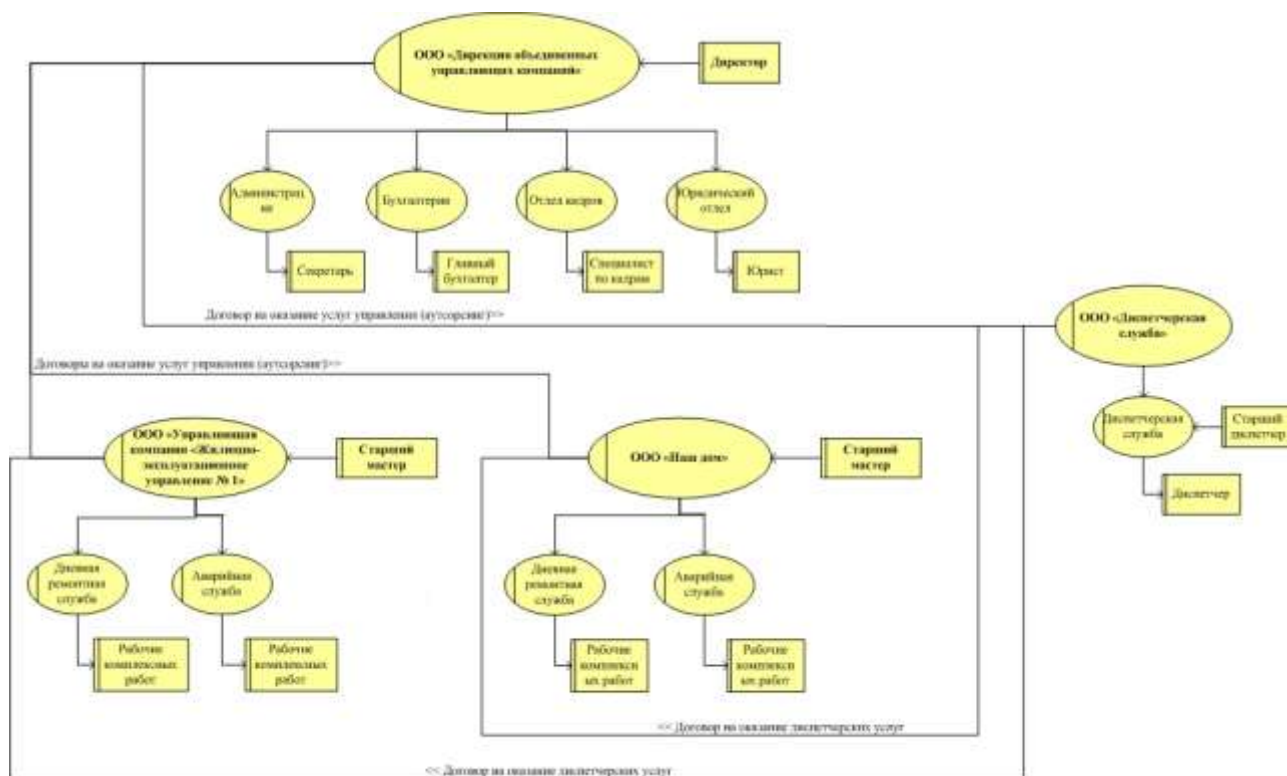 ООО «Дирекция объединенных
управляющих компаний»
Директор
Администрац
ия
Бухгалтерия
Отдел кадров
Юридический
отдел
Секретарь
Главный
бухгалтер
Специалист
по кадрам
Юрист
Договор на оказание услуг управления (аутсорсинг)>>
ООО «Диспетчерская
служба»
Договоры на оказание услуг управления (аутсорсинг)>>
Диспетчерская
служба
Старший
диспетчер
Диспетчер
ООО «Управляющая
компания «Жилищно-
эксплуатационное
управление № 1»
Старший
мастер
ООО «Наш дом»
Старший
мастер
Дневная
ремонтная
служба
Аварийная
служба
Дневная
ремонтная
служба
Аварийная
служба
Рабочие
комплексных
работ
Рабочие
комплексных
работ
Рабочие
комплексн
ых работ
Рабочие
комплексн
ых работ
<< Договор на оказание диспетчерских услуг
<< Договор на оказание диспетчерских услуг